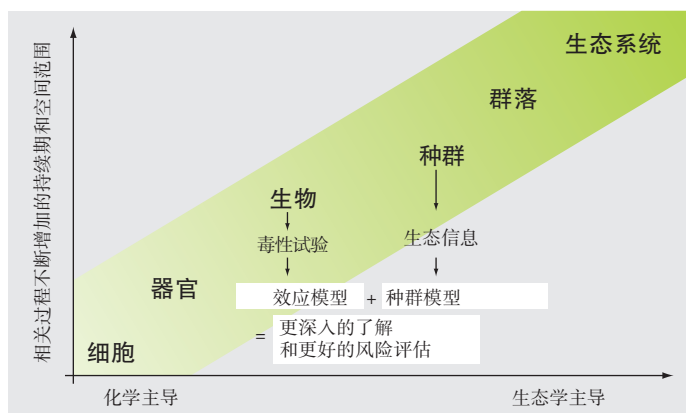 相关过程不断增加的持续期和空间范围
生态系统
群落
种群
生物
毒性试验
生态信息
器官
效应模型 + 种群模型
= 更深入的了解
和更好的风险评估
细胞
化学主导
生态学主导